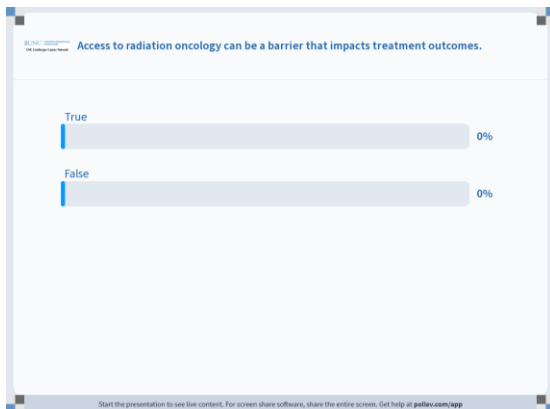 UNC
Access to radiation oncology can be a barrier that impacts treatment outcomes.
True
0%
False
0%
Start the presentation to see live content. For screen share software, share the entire screen. Get help at pollev.com/app